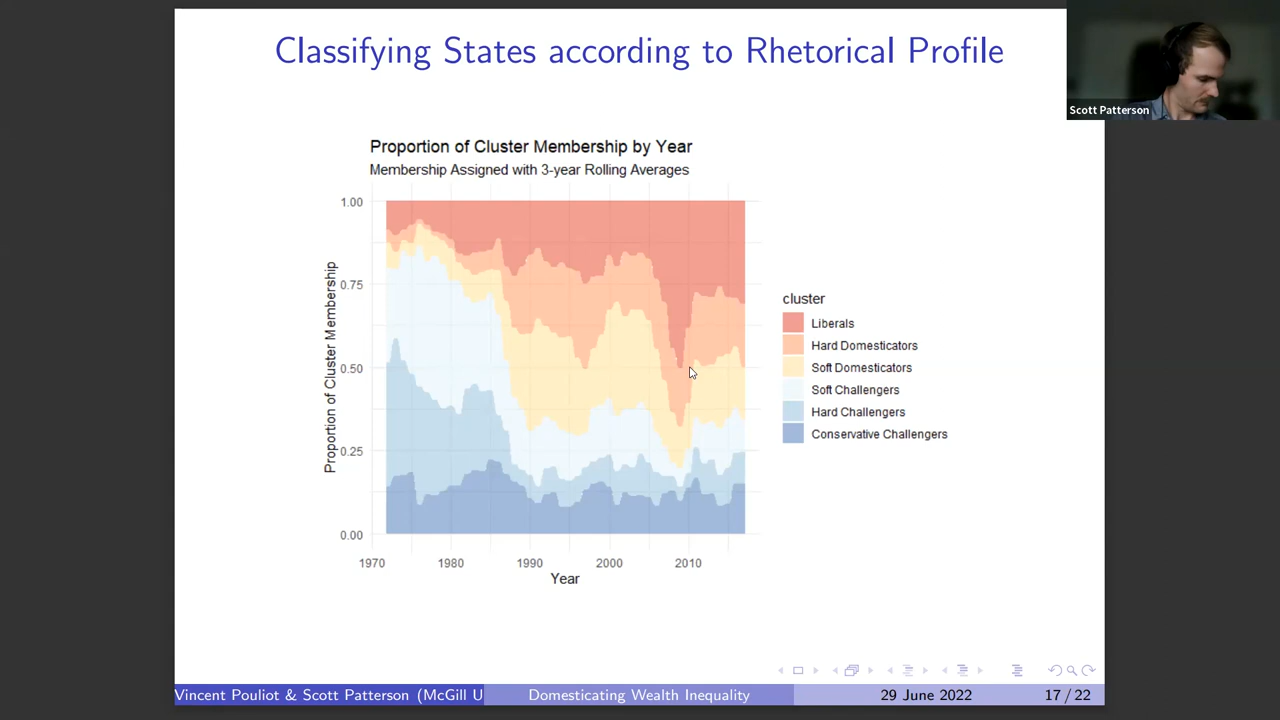 Classifying States according to Rhetorical Profile
Scott Patterson
Proportion of Cluster Membership by Year
Membership Assigned with 3-year Rolling Averages
Proportion of Cluster Membership
1.00
0.75
0.50
0.25
0.00
1970 1980 1990 2000 2010
Year
cluster
Liberals
Hard Domesticators
Soft Domesticators
Soft Challengers
Hard Challengers
Conservative Challengers
Vincent Pouliot & Scott Patterson (McGill U
Domesticating Wealth Inequality
29 June 2022
17 / 22